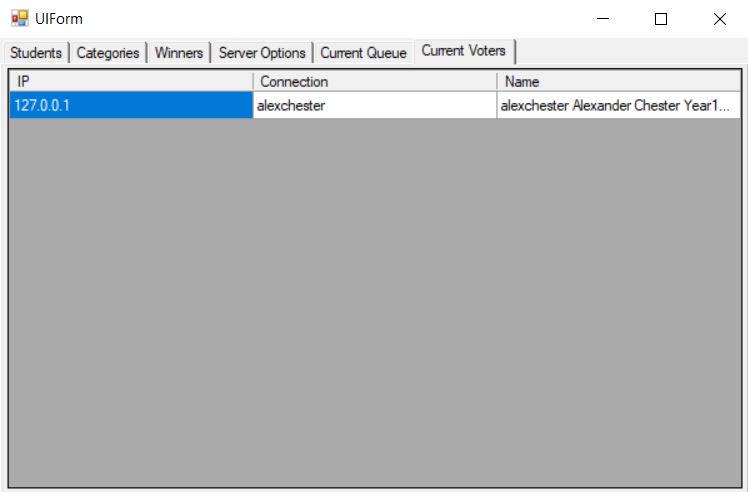 UIForm
Students Categories Winners Server Options Current Queue Current Voters
IP Connection Name
127.0.0.1 alexchester alexchester Alexander Chester Year1...